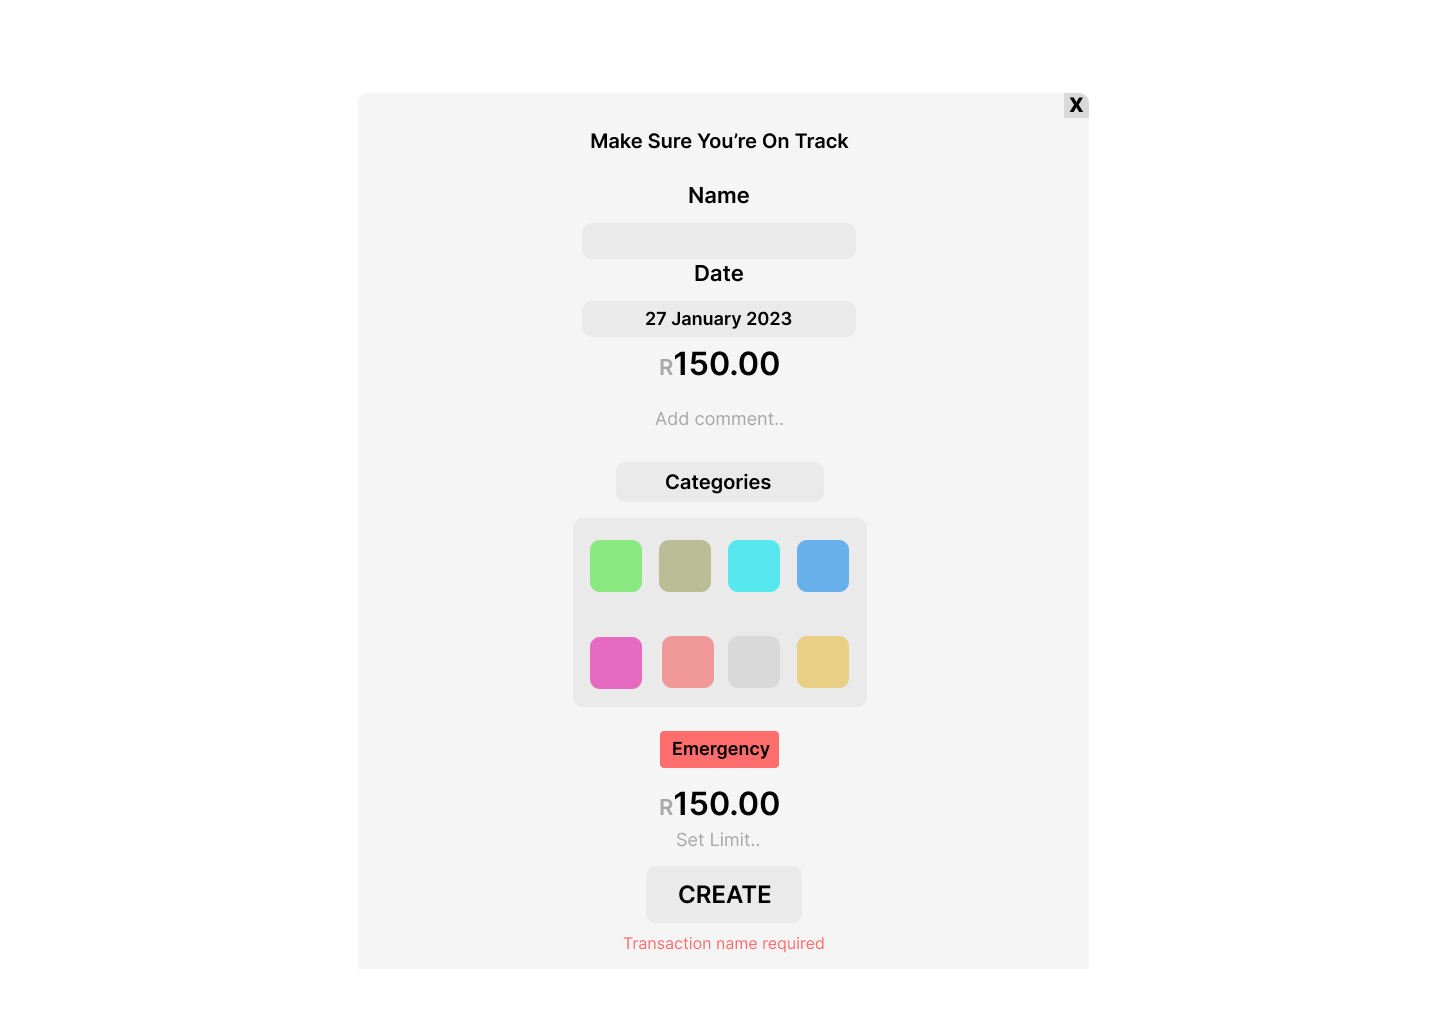 X
Make Sure You’re On Track
Name
Date
27 January 2023
R150.00
Add comment..
Categories
Emergency
R150.00
Set Limit..
CREATE
Transaction name required